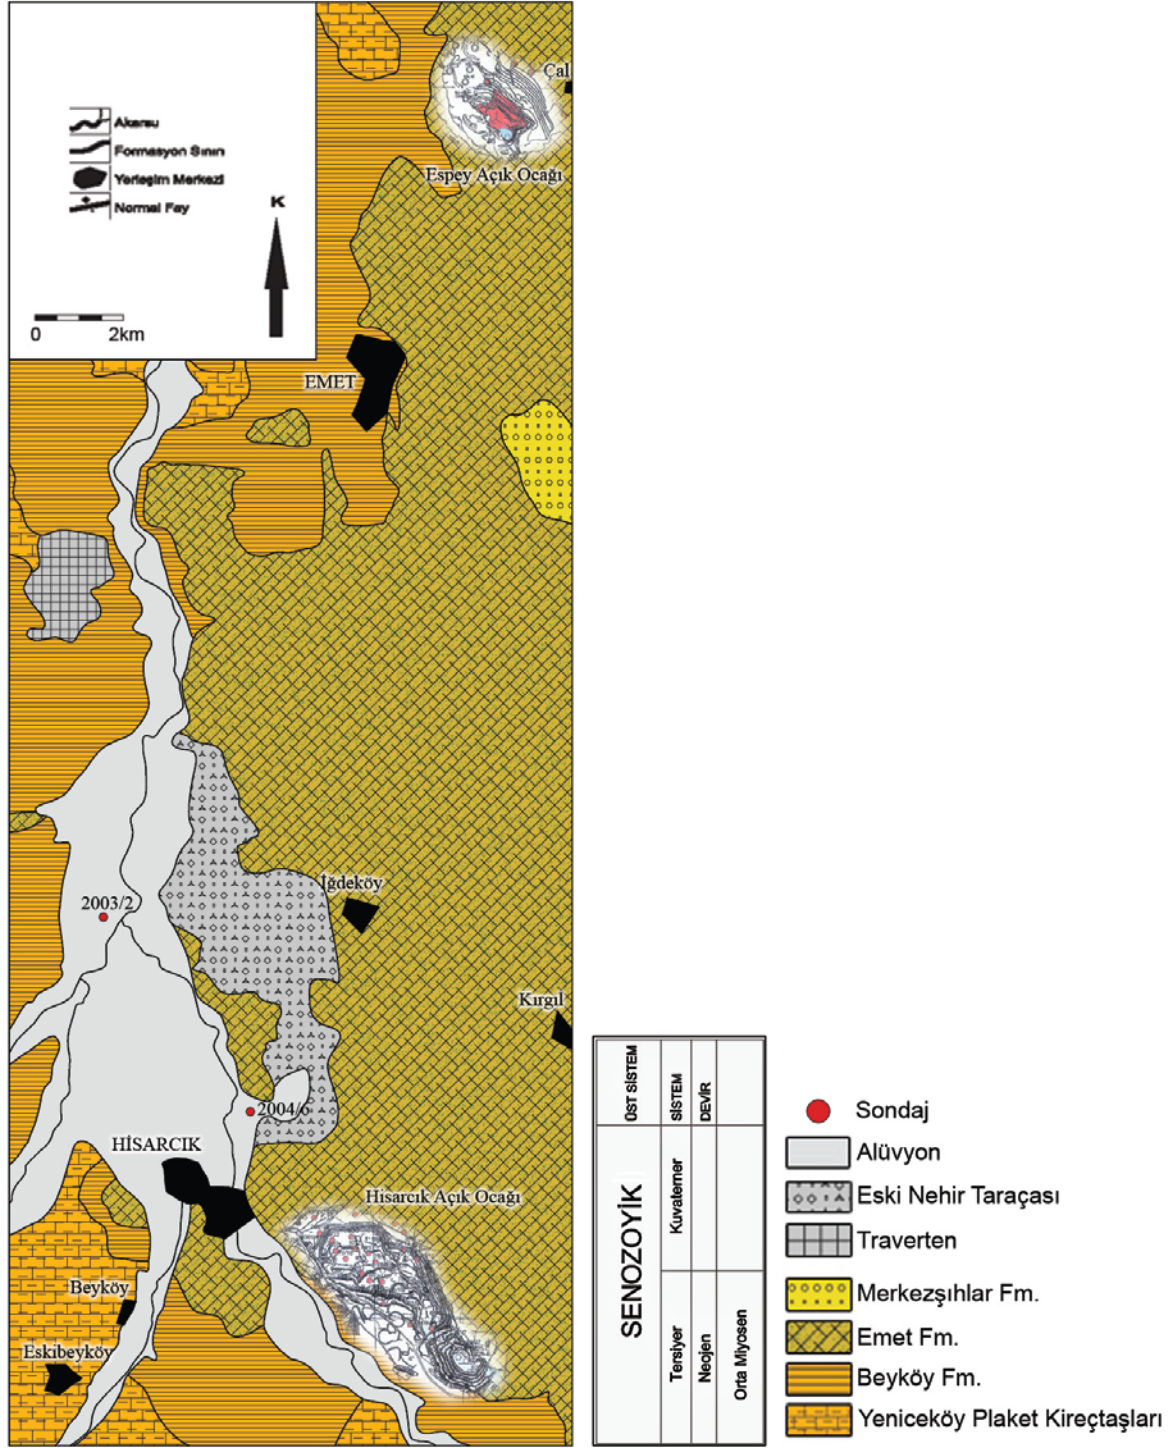 Akarsu
Formasyon Sınırı
Yerleşim Merkezi
Normal Fay
K
0 2km
Çal
Espey Açık Ocağı
EMET
2003/2
İğdeköy
Kırgıl
2004/6
HİSARCIK
Hisarcık Açık Ocağı
Beyköy
Eskibeyköy
ÜST SİSTEM
SİSTEM
DEVİR
SENOZOYİK
Kuvaterner
Tersiyer
Neojen
Orta Miyosen
Sondaj
Alüvyon
Eski Nehir Taraçası
Traverten
Merkezşıhlar Fm.
Emet Fm.
Beyköy Fm.
Yeniceköy Plaket Kireçtaşları